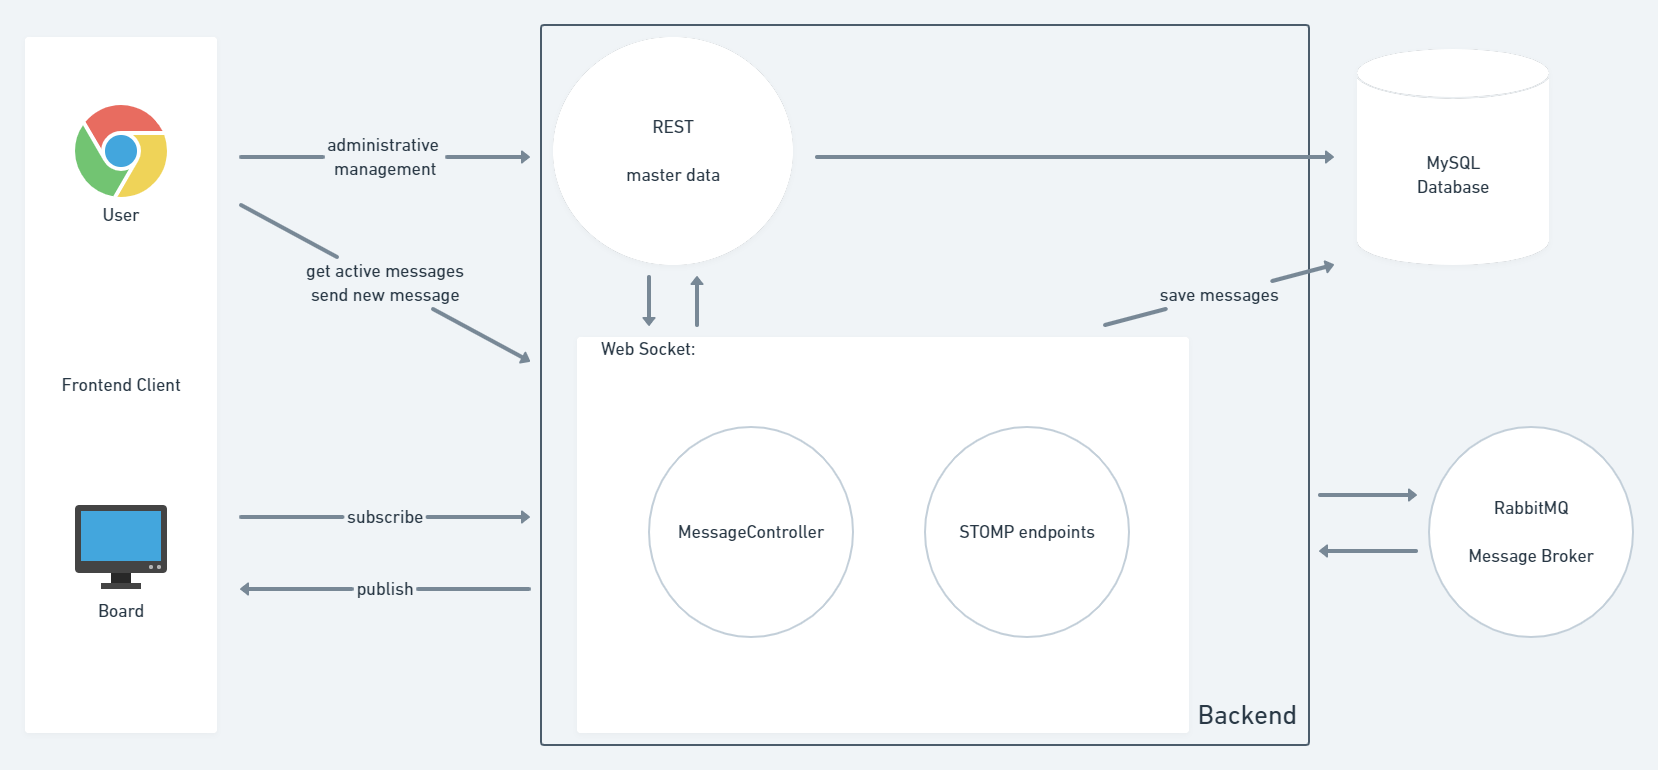 User
Frontend Client
Board
administrative
management
get active messages
send new message
subscribe
publish
REST
master data
Web Socket:
MessageController
STOMP endpoints
save messages
Backend
MySQL
Database
RabbitMQ
Message Broker